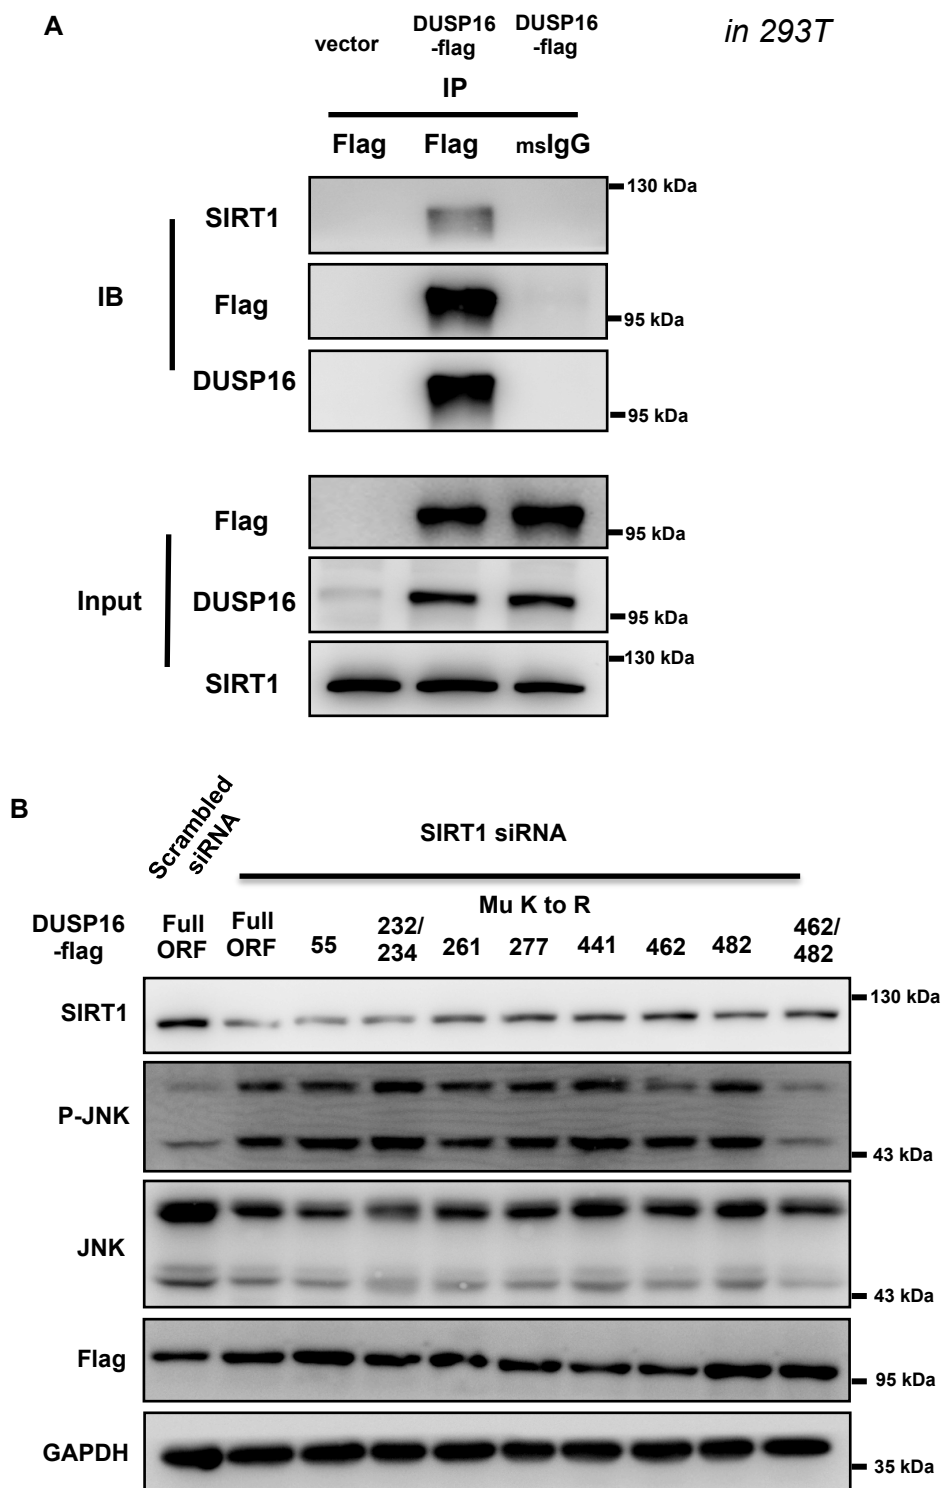 A
vector
DUSP16
-flag
DUSP16
-flag
in 293T
IP
Flag
Flag
msIgG
130 kDa
SIRT1
IB
Flag
95 kDa
DUSP16
95 kDa
Flag
95 kDa
Input
DUSP16
95 kDa
130 kDa
SIRT1
B
Scrambled
siRNA
SIRT1 siRNA
Mu K to R
DUSP16
-flag
Full
ORF
Full
ORF
55
232/
234
261
277
441
462
482
462/
482
SIRT1
130 kDa
P-JNK
43 kDa
JNK
43 kDa
Flag
95 kDa
GAPDH
35 kDa